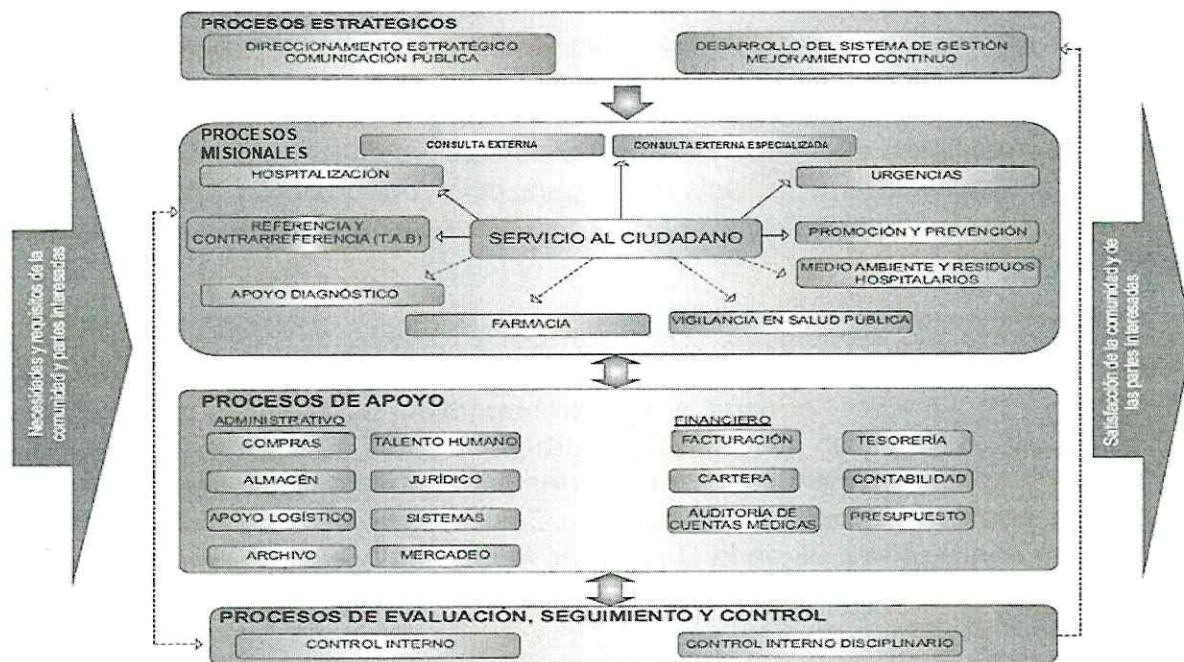 PROCESOS ESTRATEGICOS
DIRECCIONAMIENTO ESTRATÉGICO
COMUNICACIÓN PÚBLICA
DESARROLLO DEL SISTEMA DE GESTIÓN
MEJORAMIENTO CONTINUO
Necesidades y requisitos de la
comunidad y partes interesadas
PROCESOS
MISIONALES
CONSULTA EXTERNA
CONSULTA EXTERNA ESPECIALIZADA
HOSPITALIZACIÓN
URGENCIAS
REFERENCIA Y
CONTRARREFERENCIA (T.A.B)
SERVICIO AL CIUDADANO
PROMOCIÓN Y PREVENCIÓN
APOYO DIAGNÓSTICO
MEDIO AMBIENTE Y RESIDUOS
HOSPITALARIOS
FARMACIA
VIGILANCIA EN SALUD PÚBLICA
Satisfacción de la comunidad y de
las partes interesadas
PROCESOS DE APOYO
ADMINISTRATIVO
COMPRAS
TALENTO HUMANO
ALMACÉN
JURÍDICO
APOYO LOGÍSTICO
SISTEMAS
ARCHIVO
MERCADEO
FINANCIERO
FACTURACIÓN
TESORERÍA
CARTERA
CONTABILIDAD
AUDITORÍA DE
CUENTAS MÉDICAS
PRESUPUESTO
PROCESOS DE EVALUACIÓN, SEGUIMIENTO Y CONTROL
CONTROL INTERNO
CONTROL INTERNO DISCIPLINARIO